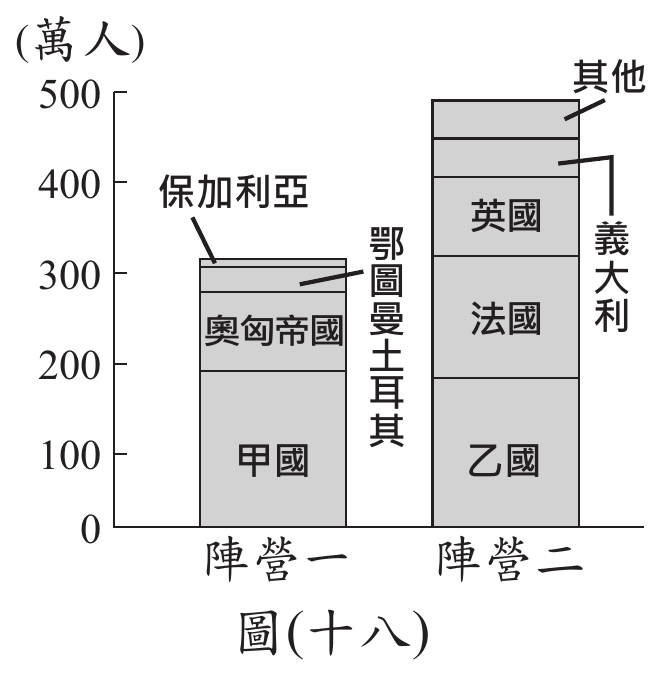 (萬人)
500
400
300
200
100
0
保加利亞
鄂圖曼土耳其
奧匈帝國
甲國
其他
義大利
英國
法國
乙國
陣營一
陣營二
圖(十八)